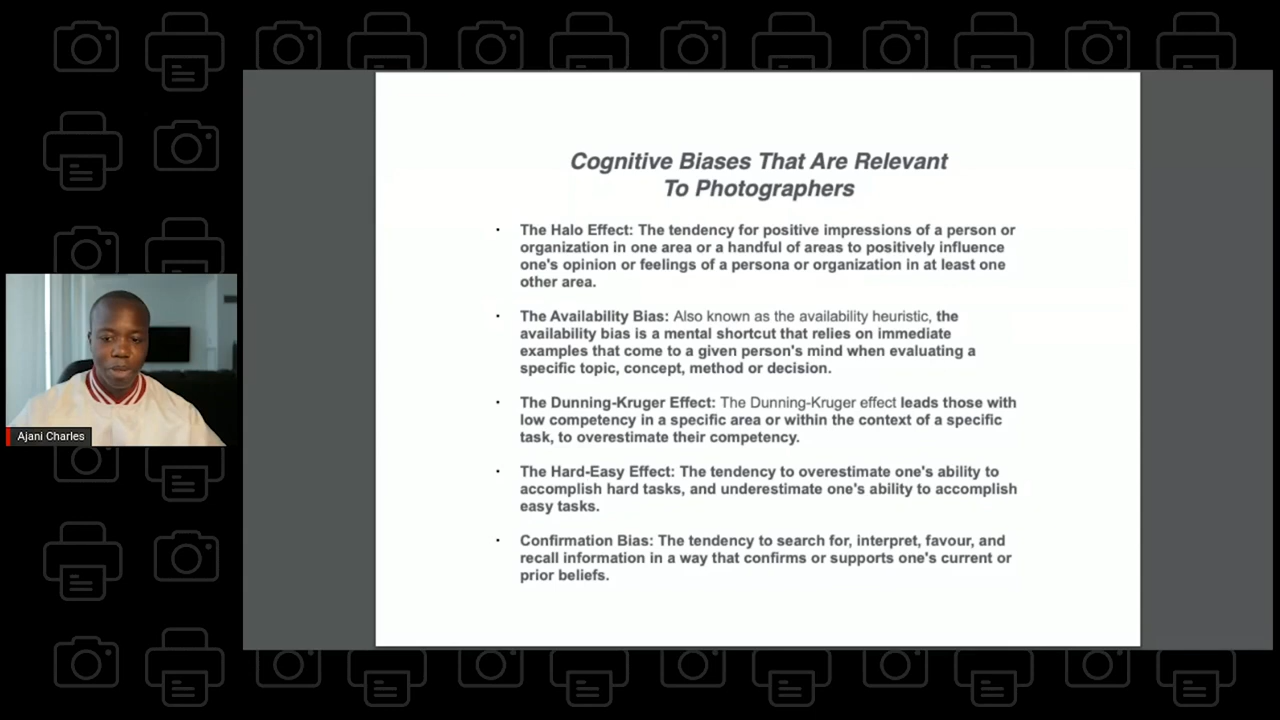 Cognitive Biases That Are Relevant
To Photographers
• The Halo Effect: The tendency for positive impressions of a person or
organization in one area or a handful of areas to positively influence
one's opinion or feelings of a persona or organization in at least one
other area.
• The Availability Bias: Also known as the availability heuristic, the
availability bias is a mental shortcut that relies on immediate
examples that come to a given person's mind when evaluating a
specific topic, concept, method or decision.
• The Dunning-Kruger Effect: The Dunning-Kruger effect leads those with
low competency in a specific area or within the context of a specific
task, to overestimate their competency.
• The Hard-Easy Effect: The tendency to overestimate one's ability to
accomplish hard tasks, and underestimate one's ability to accomplish
easy tasks.
• Confirmation Bias: The tendency to search for, interpret, favour, and
recall information in a way that confirms or supports one's current or
prior beliefs.
Ajani Charles